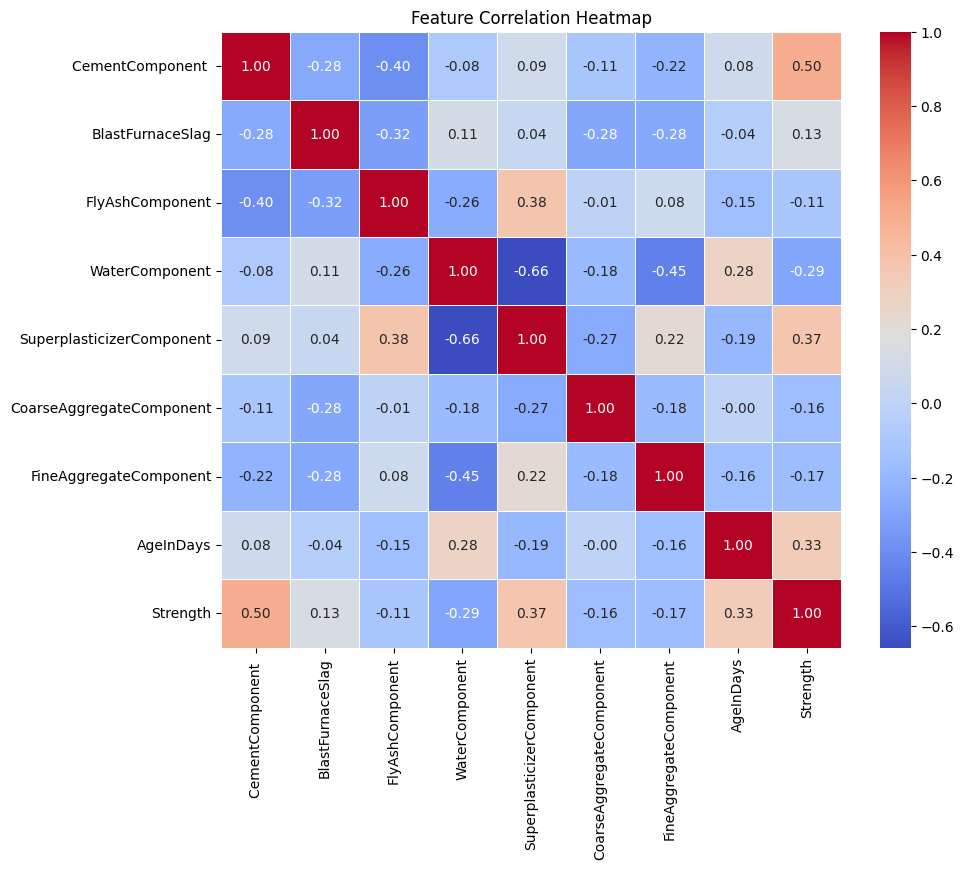 Feature Correlation Heatmap
CementComponent 1.00 -0.28 -0.40 -0.08 0.09 -0.11 -0.22 0.08 0.50
BlastFurnaceSlag -0.28 1.00 -0.32 0.11 0.04 -0.28 -0.28 -0.04 0.13
FlyAshComponent -0.40 -0.32 1.00 -0.26 0.38 -0.01 0.08 -0.15 -0.11
WaterComponent -0.08 0.11 -0.26 1.00 -0.66 -0.18 -0.45 0.28 -0.29
SuperplasticizerComponent 0.09 0.04 0.38 -0.66 1.00 -0.27 0.22 -0.19 0.37
CoarseAggregateComponent -0.11 -0.28 -0.01 -0.18 -0.27 1.00 -0.18 -0.00 -0.16
FineAggregateComponent -0.22 -0.28 0.08 -0.45 0.22 -0.18 1.00 -0.16 -0.17
AgeInDays 0.08 -0.04 -0.15 0.28 -0.19 -0.00 -0.16 1.00 0.33
Strength 0.50 0.13 -0.11 -0.29 0.37 -0.16 -0.17 0.33 1.00
CementComponent
BlastFurnaceSlag
FlyAshComponent
WaterComponent
SuperplasticizerComponent
CoarseAggregateComponent
FineAggregateComponent
AgeInDays
Strength
1.0
0.8
0.6
0.4
0.2
0.0
−0.2
−0.4
−0.6